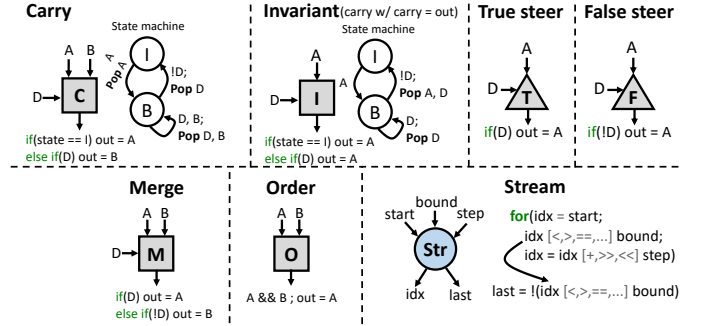 Carry
State machine
A B
D
C
if(state == I) out = A
else if(D) out = B
A
Pop A
I
!D;
Pop D
B
D, B;
Pop D, B
Invariant (carry w/ carry = out)
State machine
A
D
I
if(state == I) out = A
else if(D) out = A
A
I
!D;
Pop A, D
B
D;
Pop D
True steer
A
D
T
if(D) out = A
False steer
A
D
F
if(!D) out = A
Merge
A B
D
M
if(D) out = A
else if(!D) out = B
Order
A B
O
A && B ; out = A
Stream
bound
start step
Str
idx last
for(idx = start;
idx [<,>,==,...] bound;
idx = idx [+,>>,<<] step)
last = !(idx [<,>,==,...] bound)